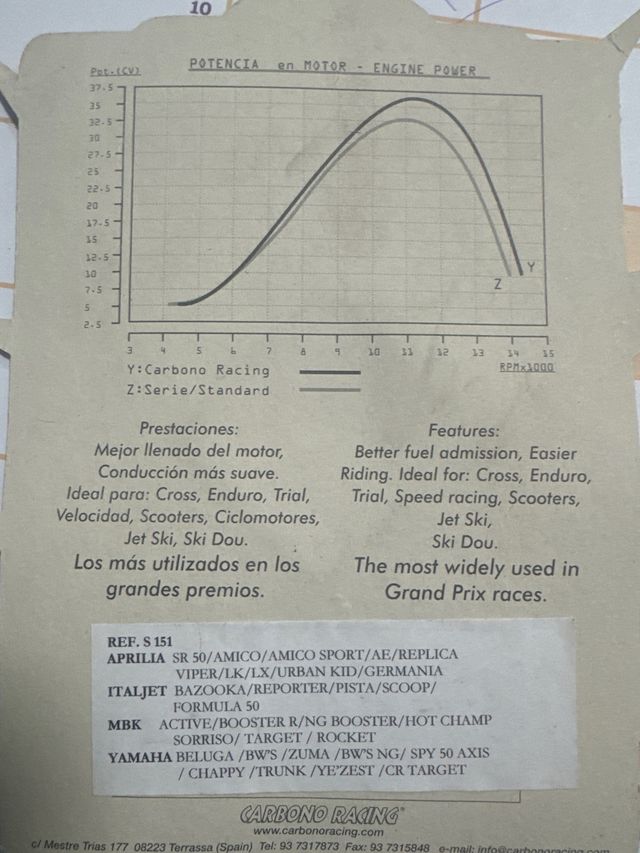 10
POTENCIA en MOTOR - ENGINE POWER
Pot.(CV)
37.5
35
32.5
30
27.5
25
22.5
20
17.5
15
12.5
10
7.5
5
2.5
Y
Z
3 4 5 6 7 8 9 10 11 12 13 14 15
RPMx1000
Y:Carbono Racing
Z:Serie/Standard
Prestaciones:
Mejor llenado del motor,
Conducción más suave.
Ideal para: Cross, Enduro, Trial,
Velocidad, Scooters, Ciclomotores,
Jet Ski, Ski Dou.
Los más utilizados en los
grandes premios.
Features:
Better fuel admission, Easier
Riding. Ideal for: Cross, Enduro,
Trial, Speed racing, Scooters,
Jet Ski,
Ski Dou.
The most widely used in
Grand Prix races.
REF. S 151
APRILIA SR 50/AMICO/AMICO SPORT/AE/REPLICA
VIPER/LK/LX/URBAN KID/GERMANIA
ITALJET BAZOOKA/REPORTER/PISTA/SCOOP/
FORMULA 50
MBK ACTIVE/BOOSTER R/NG BOOSTER/HOT CHAMP
SORRISO/ TARGET / ROCKET
YAMAHA BELUGA /BW'S /ZUMA /BW'S NG/ SPY 50 AXIS
/ CHAPPY /TRUNK /YE'ZEST /CR TARGET
CARBONO RACING®
www.carbonoracing.com
c/ Mestre Trias 177 08223 Terrassa (Spain) Tel: 93 7317873 Fax: 93 7315848 e-mail: info@carbonoracing.com